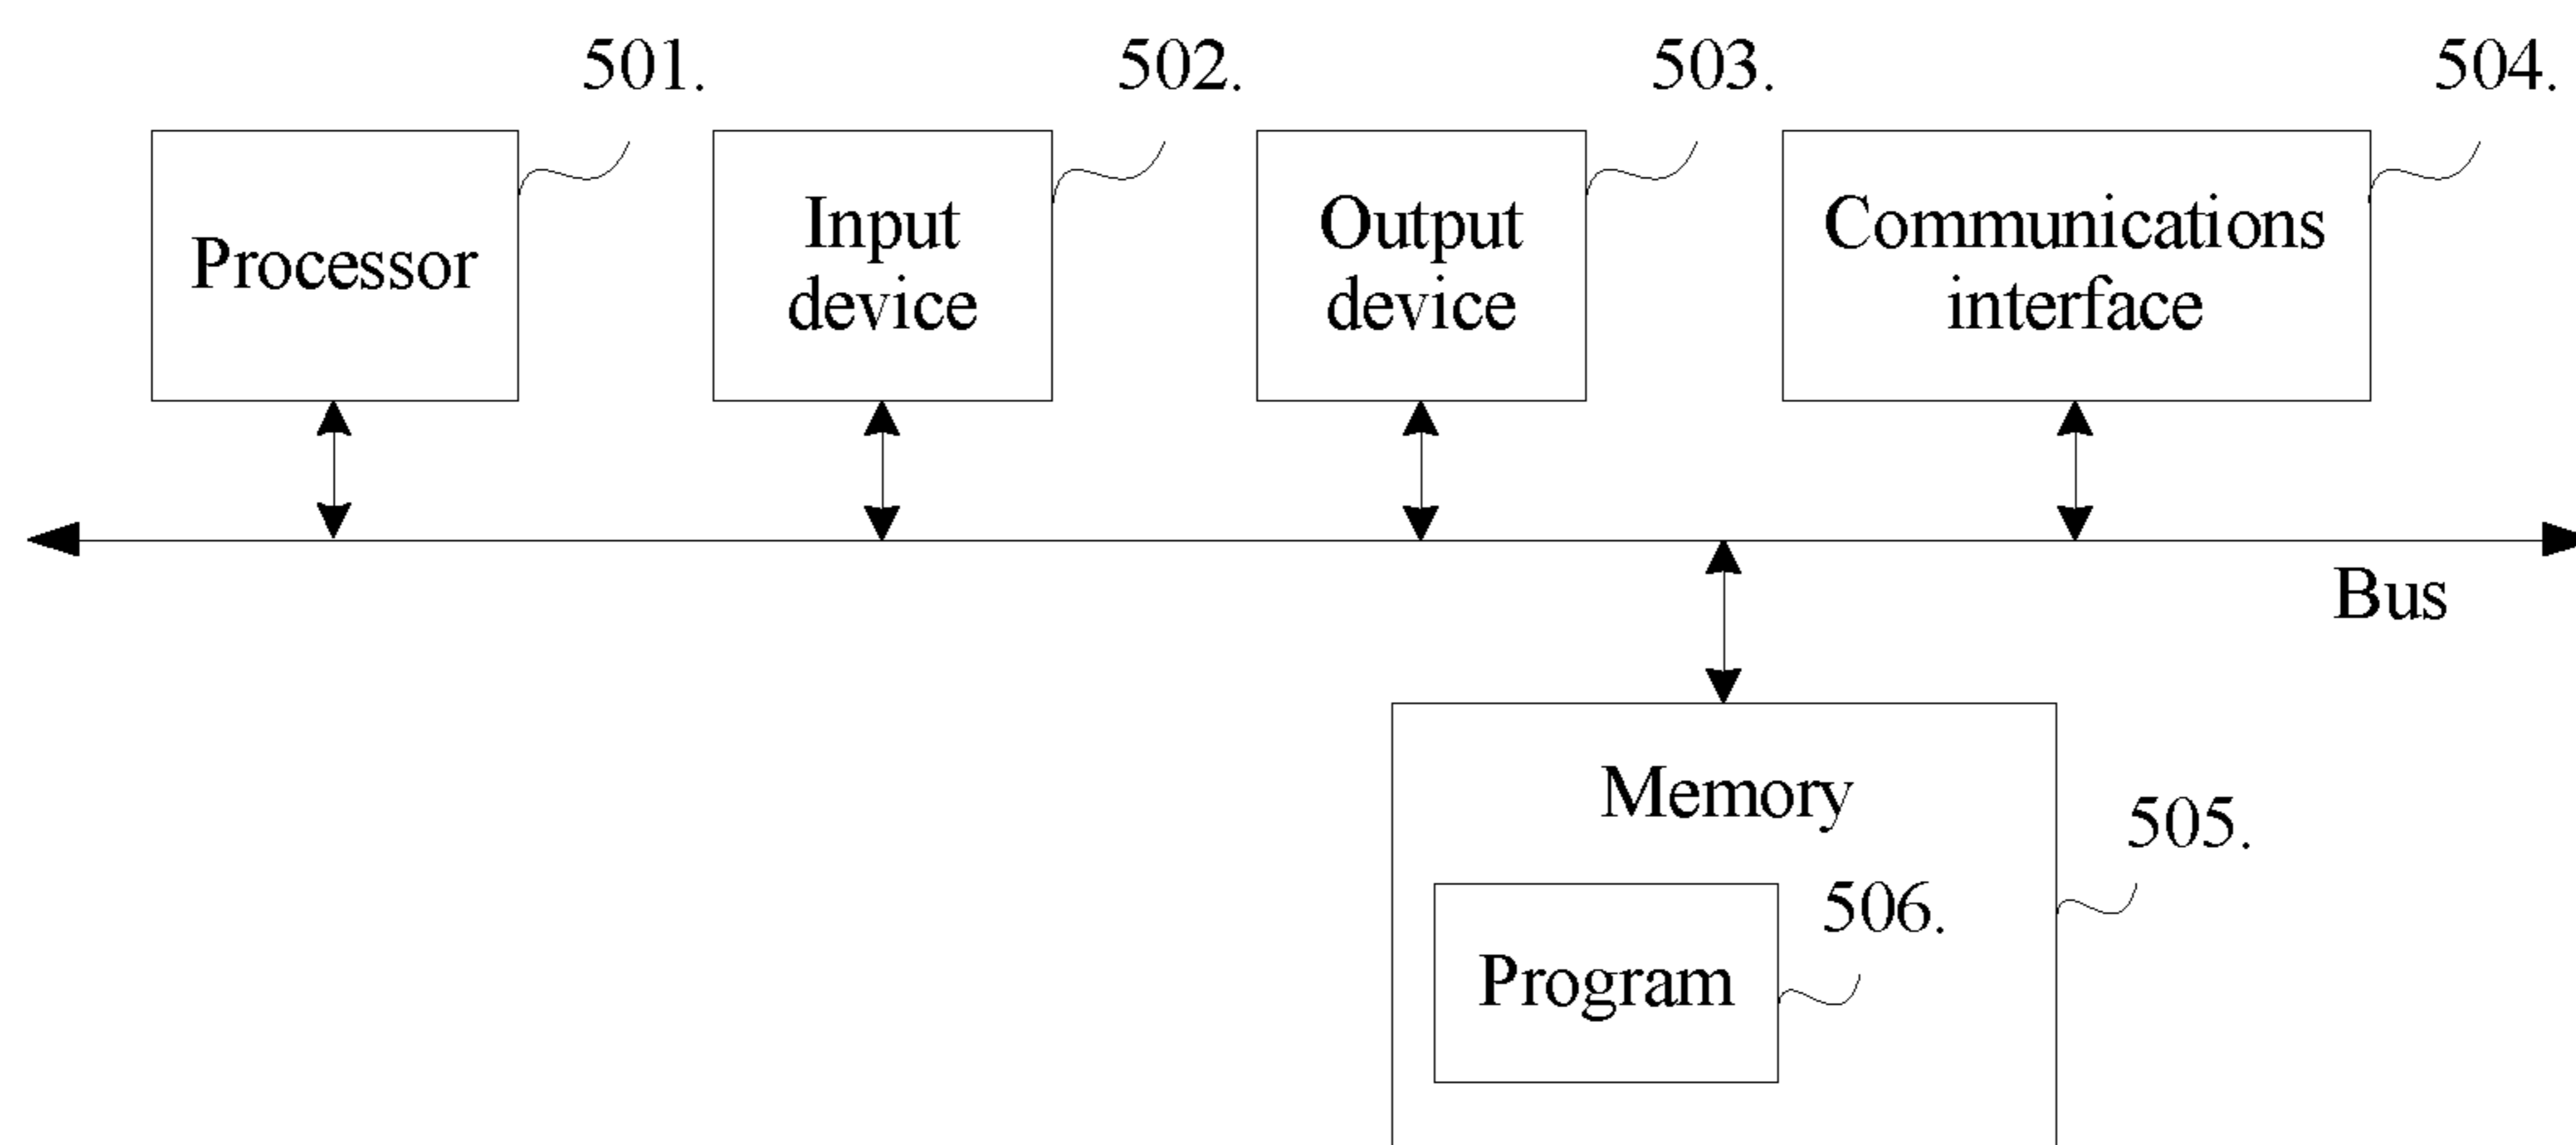 501.
502.
503.
504.
Processor
Input
device
Output
device
Communications
interface
Bus
Memory
505.
506.
Program